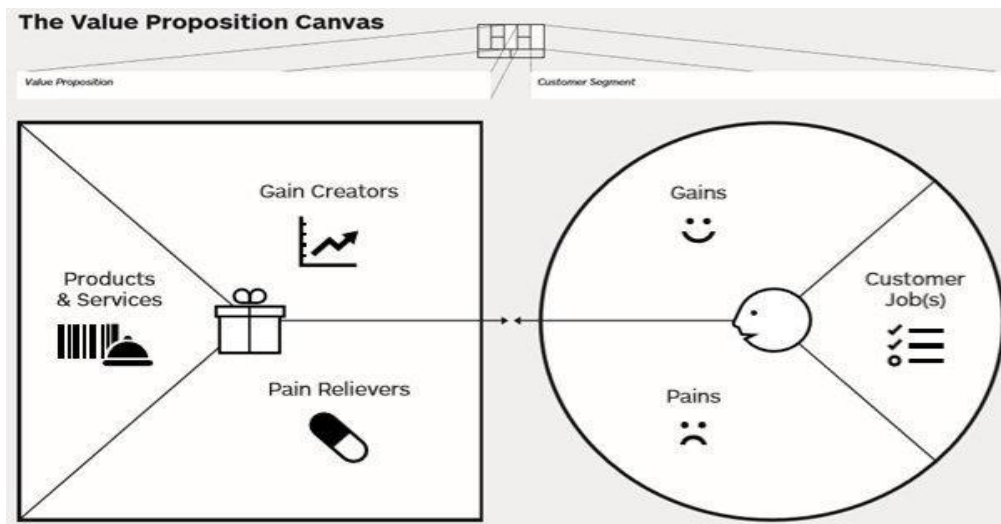 The Value Proposition Canvas
Value Proposition
Customer Segment
Gain Creators
Products
& Services
Pain Relievers
Gains
Customer
Job(s)
Pains